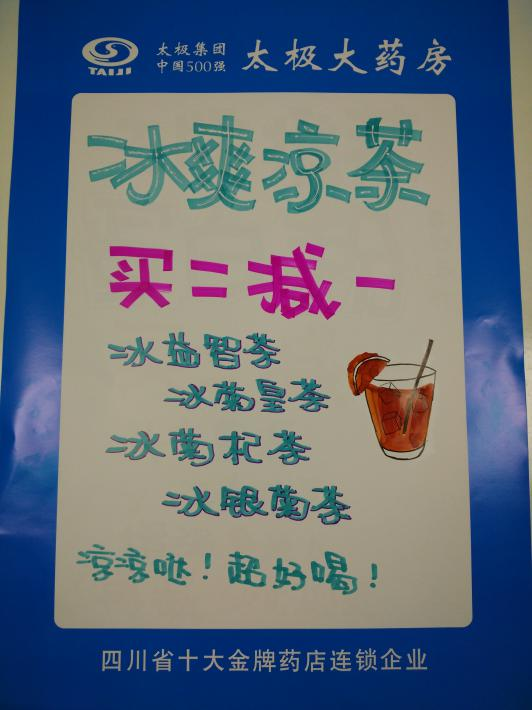 太极集团
中国500强
太极大药房
TAIJI
冰爽凉茶
买二减一
冰益智茶
冰菊皇茶
冰菊杞茶
冰银菊茶
凉凉哒！超好喝！
四川省十大金牌药店连锁企业